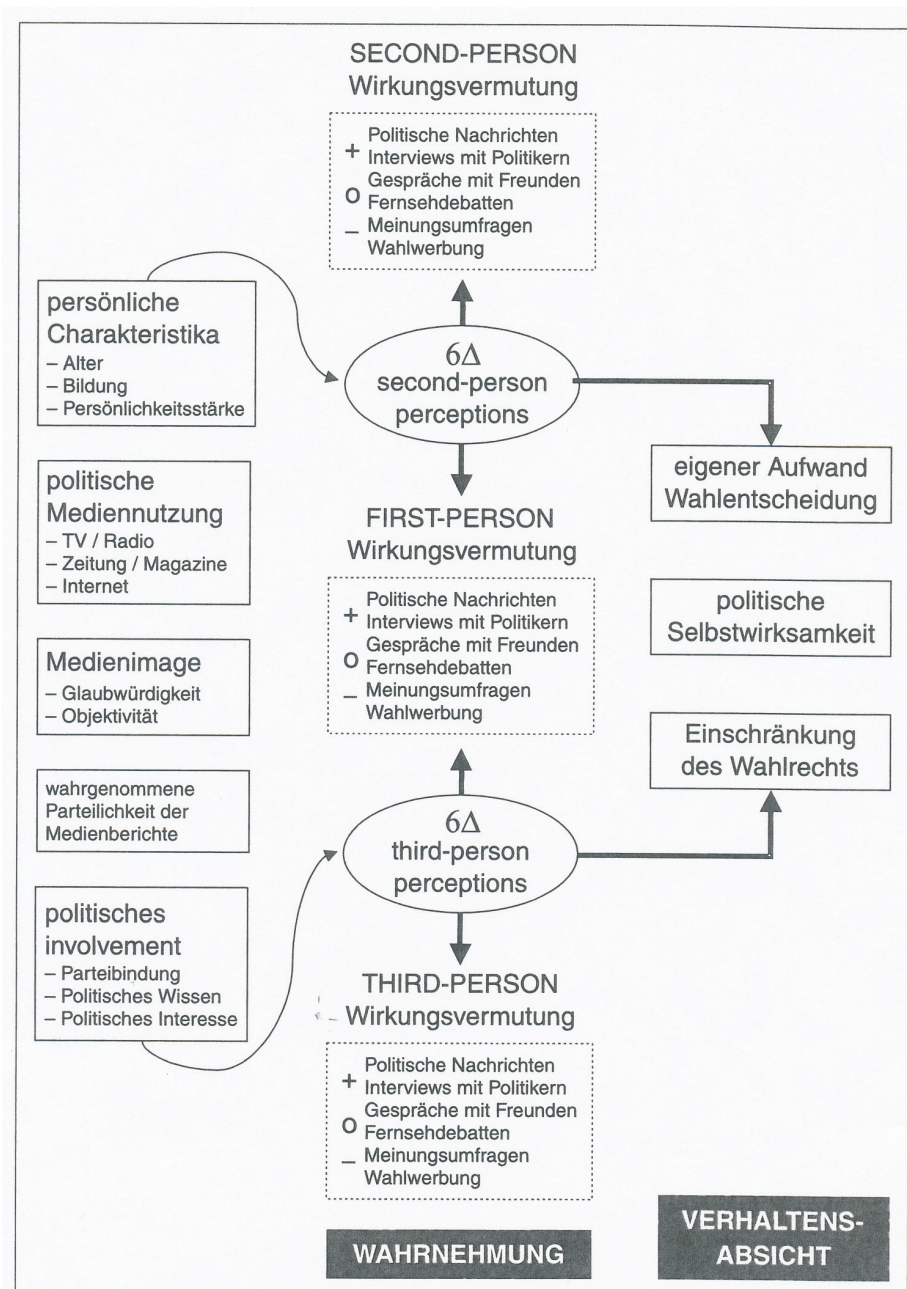 SECOND-PERSON
Wirkungsvermutung
Politische Nachrichten
+ Interviews mit Politikern
Gespräche mit Freunden
o Fernsehdebatten
– Meinungsumfragen
Wahlwerbung
persönliche
Charakteristika
– Alter
– Bildung
– Persönlichkeitsstärke
6Δ
second-person
perceptions
eigener Aufwand
Wahlentscheidung
politische
Mediennutzung
– TV / Radio
– Zeitung / Magazine
– Internet
FIRST-PERSON
Wirkungsvermutung
Politische Nachrichten
+ Interviews mit Politikern
Gespräche mit Freunden
o Fernsehdebatten
– Meinungsumfragen
Wahlwerbung
politische
Selbstwirksamkeit
Medienimage
– Glaubwürdigkeit
– Objektivität
Einschränkung
des Wahlrechts
wahrgenommene
Parteilichkeit der
Medienberichte
6Δ
third-person
perceptions
politisches
involvement
– Parteibindung
– Politisches Wissen
– Politisches Interesse
THIRD-PERSON
Wirkungsvermutung
Politische Nachrichten
+ Interviews mit Politikern
Gespräche mit Freunden
o Fernsehdebatten
– Meinungsumfragen
Wahlwerbung
WAHRNEHMUNG
VERHALTENS-
ABSICHT